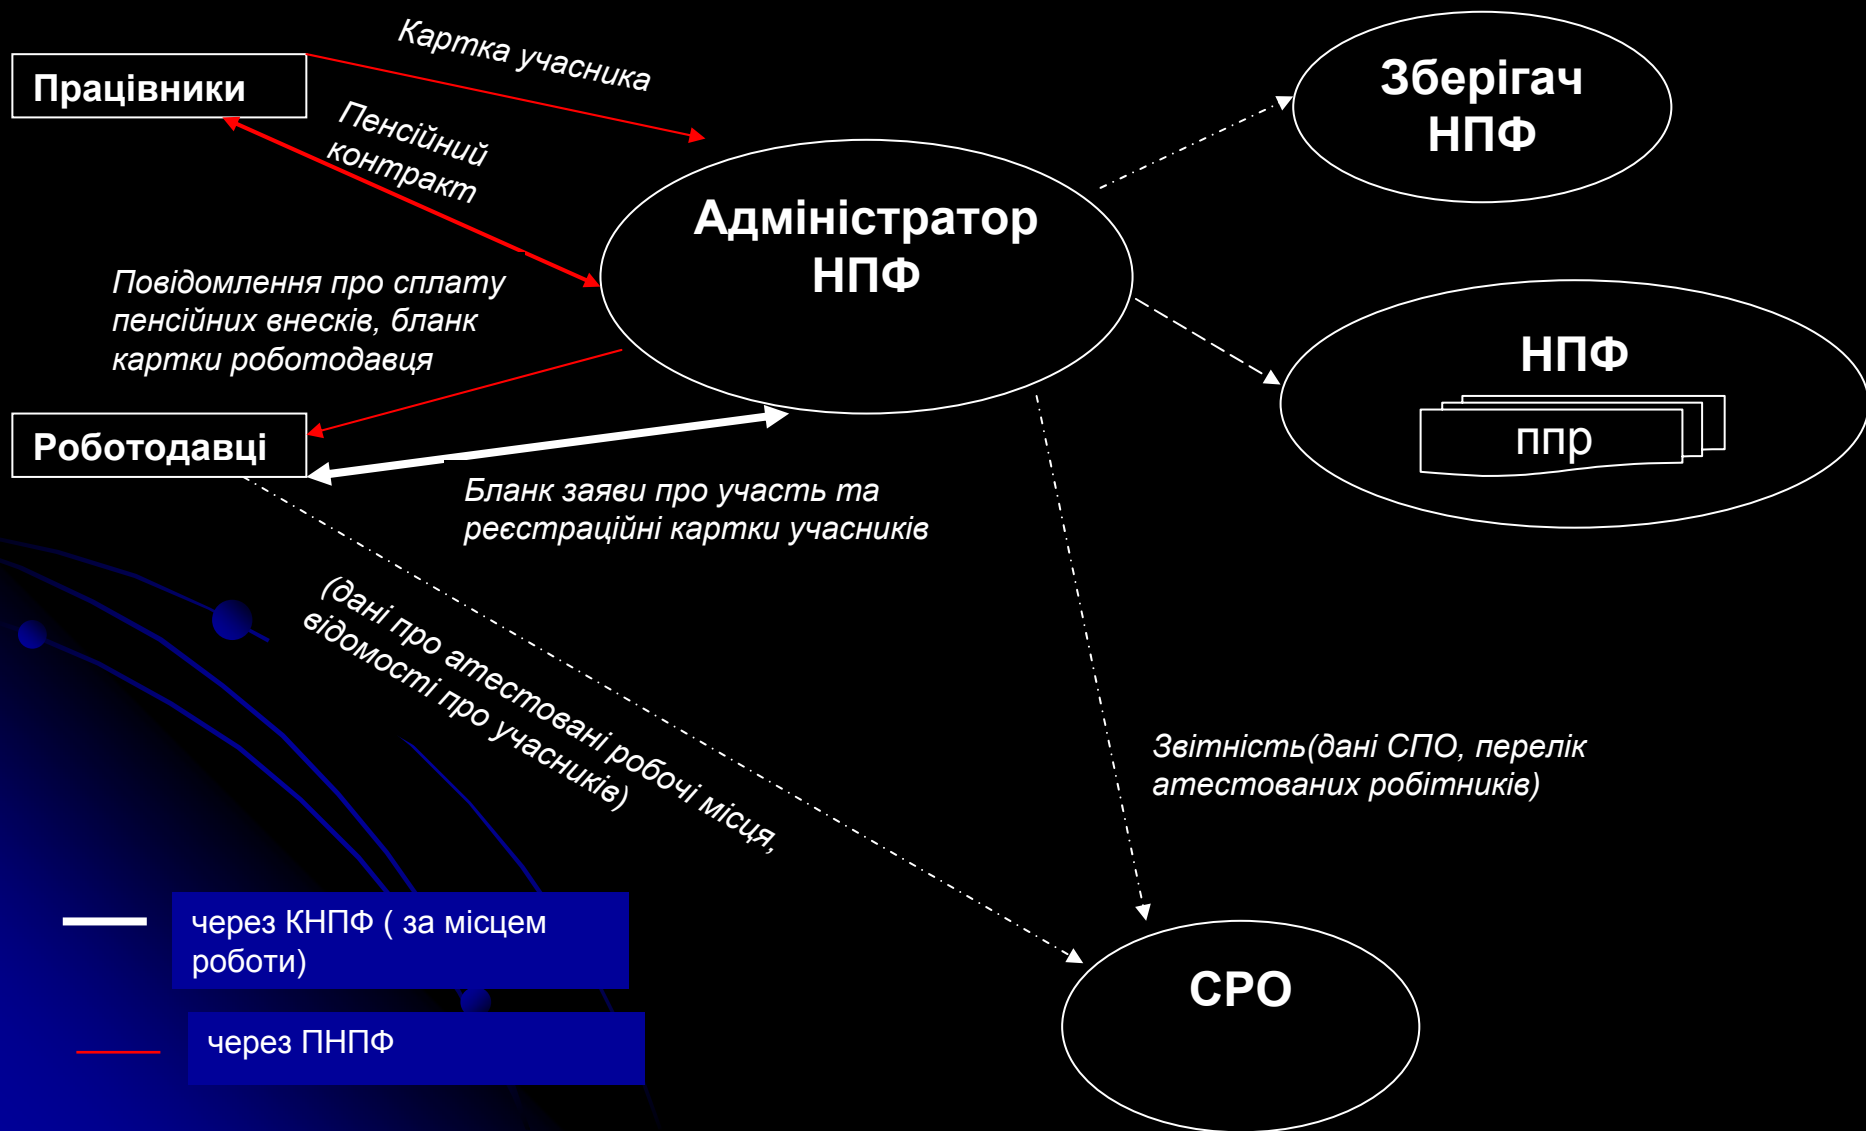 Картка учасника
Працівники
Пенсійний
контракт
Зберігач
НПФ
Адміністратор
НПФ
Повідомлення про сплату
пенсійних внесків, бланк
картки роботодавця
НПФ
ппр
Роботодавці
Бланк заяви про участь та
реєстраційні картки учасників
(дані про атестовані робочі місця,
відомості про учасників)
Звітність(дані СПО, перелік
атестованих робітників)
через КНПФ ( за місцем
роботи)
СРО
через ПНПФ